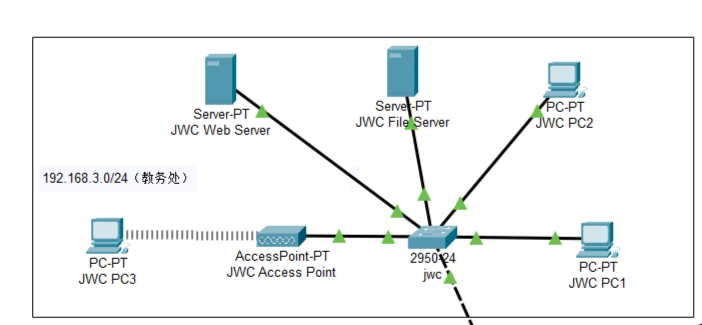 Server-PT
JWC Web Server
Server-PT
JWC File Server
PC-PT
JWC PC2
192.168.3.0/24（教务处）
PC-PT
JWC PC3
AccessPoint-PT
JWC Access Point
2950-24
jwc
PC-PT
JWC PC1